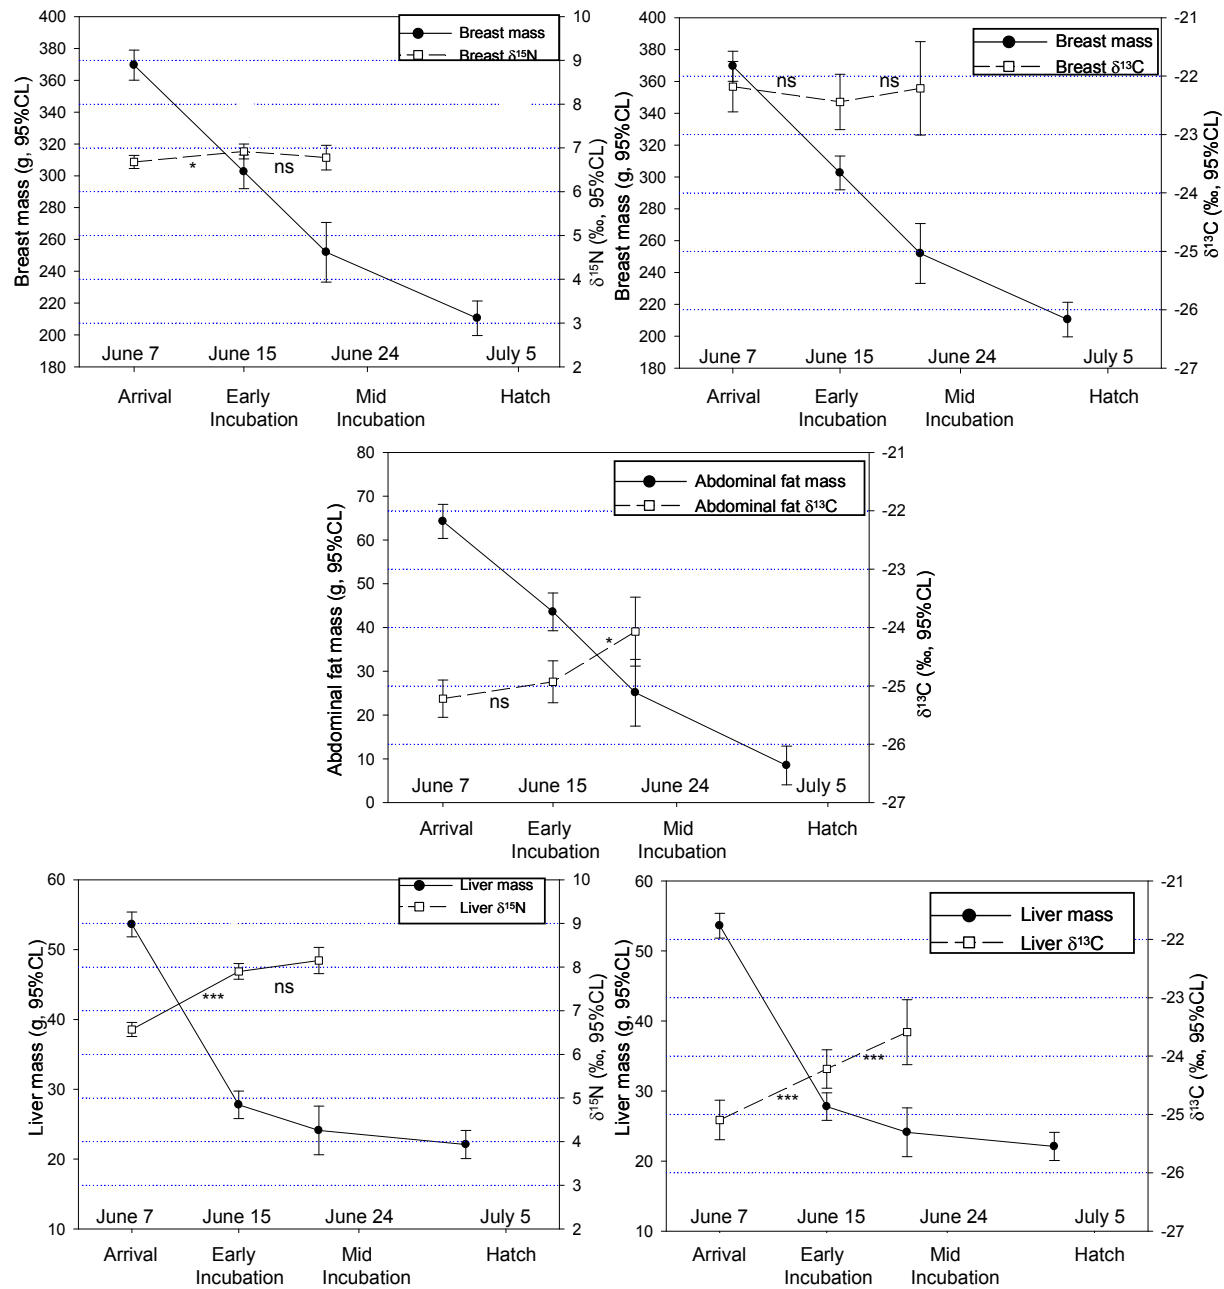 Breast mass (g, 95%CL)
400
380
360
340
320
300
280
260
240
220
200
180
Breast mass
Breast δ¹⁵N
10
9
8
7
6
5
4
3
2
δ¹⁵N (‰, 95%CL)
*
ns
June 7
June 15
June 24
July 5
Arrival
Early
Incubation
Mid
Incubation
Hatch
Breast mass (g, 95%CL)
400
380
360
340
320
300
280
260
240
220
200
180
Breast mass
Breast δ¹³C
-21
-22
-23
-24
-25
-26
-27
δ¹³C (‰, 95%CL)
ns
ns
June 7
June 15
June 24
July 5
Arrival
Early
Incubation
Mid
Incubation
Hatch
Abdominal fat mass (g, 95%CL)
80
70
60
50
40
30
20
10
0
Abdominal fat mass
Abdominal fat δ¹³C
-21
-22
-23
-24
-25
-26
-27
δ¹³C (‰, 95%CL)
ns
*
June 7
June 15
June 24
July 5
Arrival
Early
Incubation
Mid
Incubation
Hatch
Liver mass (g, 95%CL)
60
50
40
30
20
10
Liver mass
Liver δ¹⁵N
10
9
8
7
6
5
4
3
2
δ¹⁵N (‰, 95%CL)
***
ns
June 7
June 15
June 24
July 5
Arrival
Early
Incubation
Mid
Incubation
Hatch
Liver mass (g, 95%CL)
60
50
40
30
20
10
Liver mass
Liver δ¹³C
-21
-22
-23
-24
-25
-26
-27
δ¹³C (‰, 95%CL)
***
***
June 7
June 15
June 24
July 5
Arrival
Early
Incubation
Mid
Incubation
Hatch